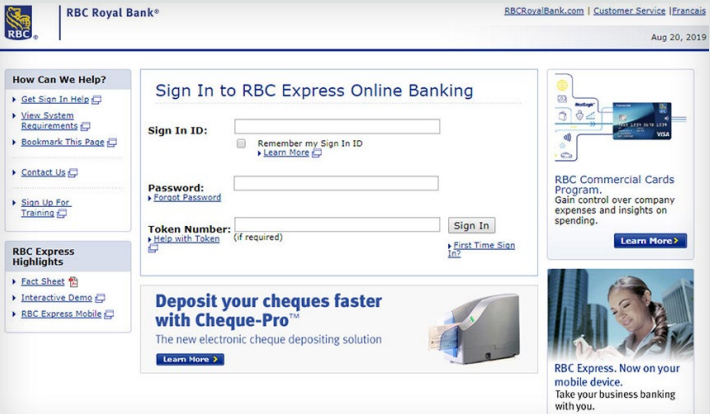 RBC
RBC Royal Bank®
RBCRoyalBank.com | Customer Service |Francais
Aug 20, 2019
How Can We Help?
Get Sign In Help
View System
Requirements
Bookmark This Page
Contact Us
Sign Up For
Training
RBC Express
Highlights
Fact Sheet
Interactive Demo
RBC Express Mobile
Sign In to RBC Express Online Banking
Sign In ID:
Remember my Sign In ID
Learn More
Password:
Forgot Password
Token Number:
(if required)
Help with Token
Sign In
First Time Sign
In?
Deposit your cheques faster
with Cheque-Pro™
The new electronic cheque depositing solution
Learn More
VISA
RBC Commercial Cards
Program.
Gain control over company
expenses and insights on
spending.
Learn More
RBC Express. Now on your
mobile device.
Take your business banking
with you.